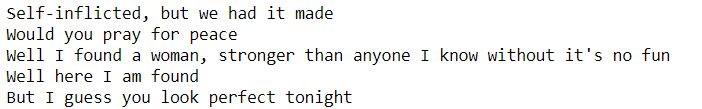 Self-inflicted, but we had it made
Would you pray for peace
Well I found a woman, stronger than anyone I know without it's no fun
Well here I am found
But I guess you look perfect tonight